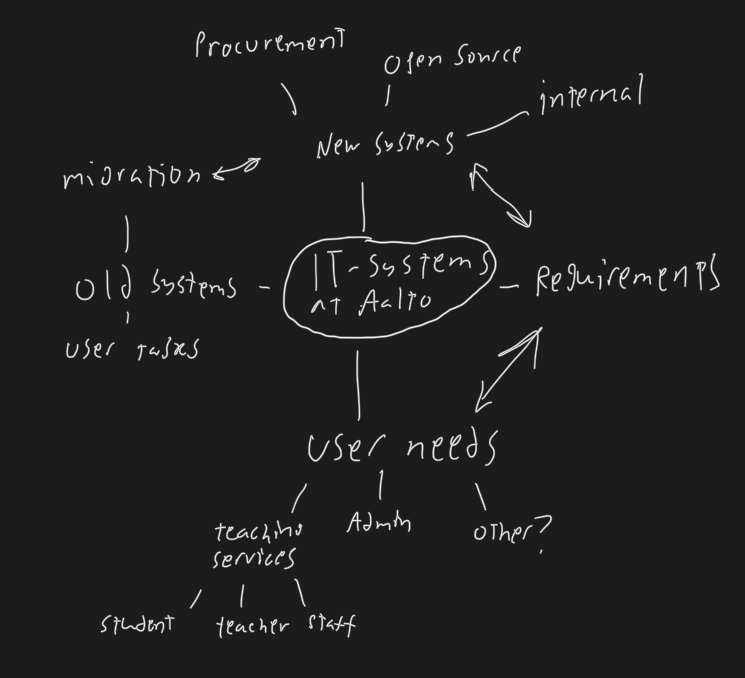 Procurement
Open Source
internal
New systems
migration
IT-systems
at Aalto
Old systems
Requirements
user tasks
User needs
teaching
services
Admin
other?
student
teacher
staff